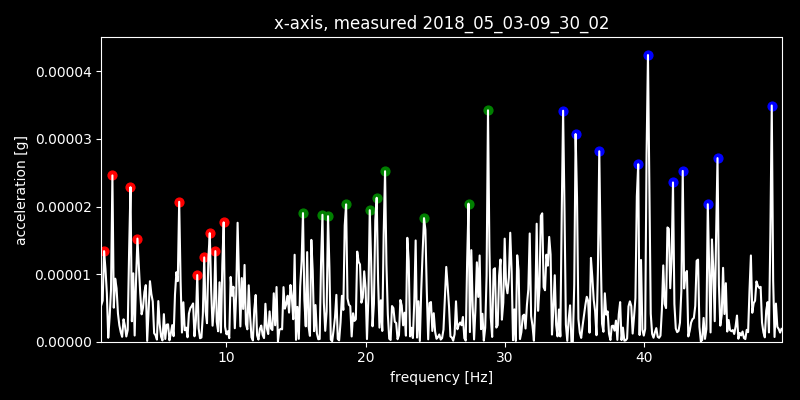 x-axis, measured 2018_05_03-09_30_02
acceleration [g]
0.00004
0.00003
0.00002
0.00001
0.00000
10 20 30 40
frequency [Hz]